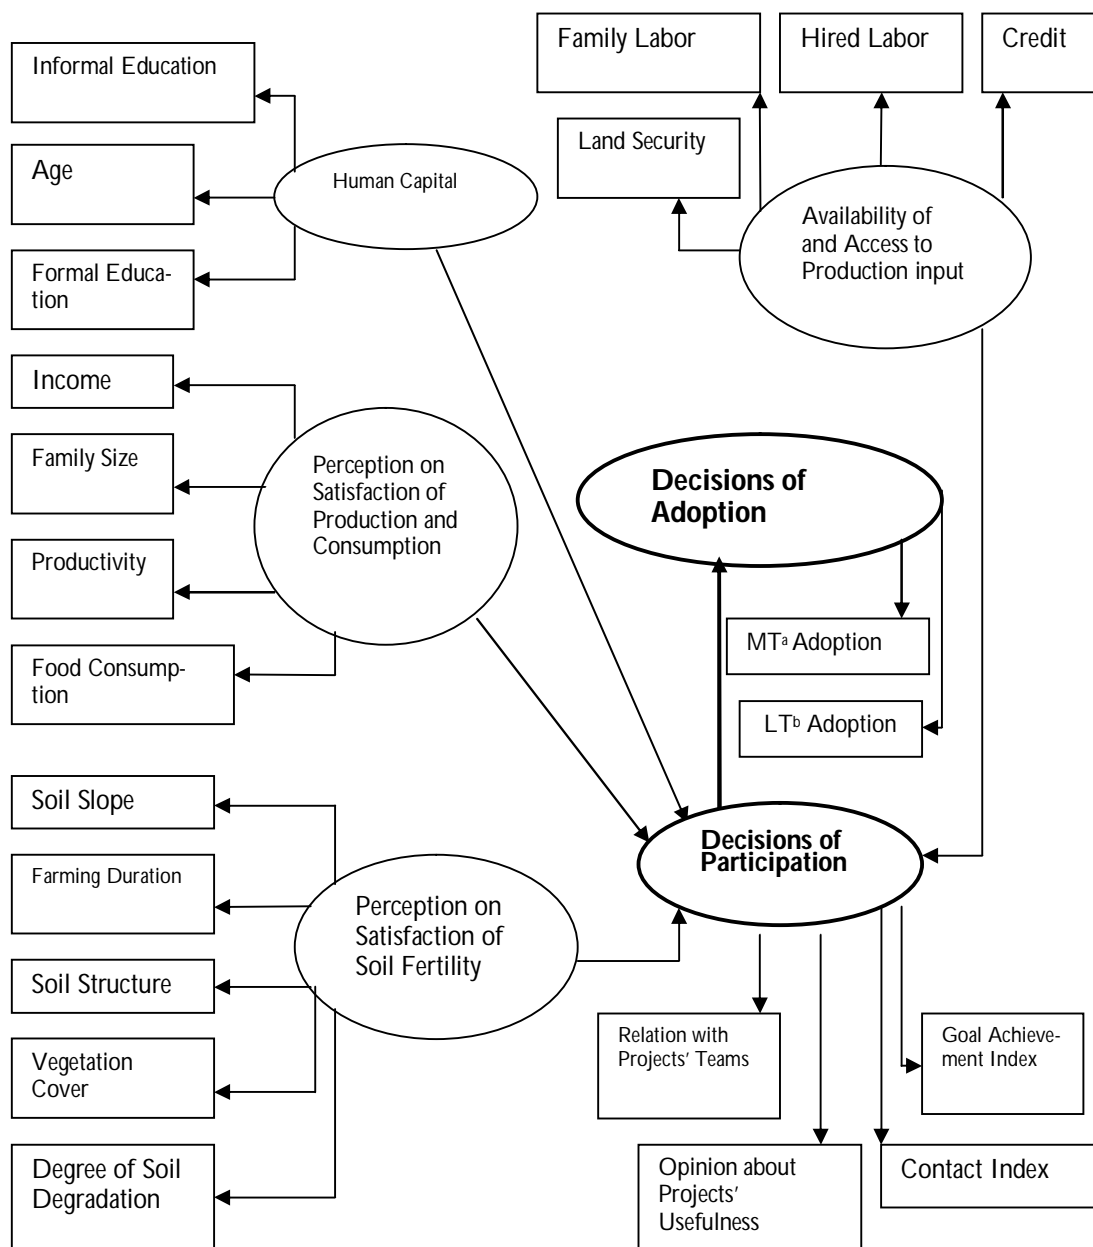 Family Labor
Hired Labor
Credit
Informal Education
Land Security
Age
Human Capital
Availability of
and Access to
Production input
Formal Educa-
tion
Income
Family Size
Perception on
Satisfaction of
Production and
Consumption
Decisions of
Adoption
Productivity
MTᵃ Adoption
Food Consump-
tion
LTᵇ Adoption
Soil Slope
Decisions of
Participation
Farming Duration
Perception on
Satisfaction of
Soil Fertility
Soil Structure
Relation with
Projects’ Teams
Goal Achieve-
ment Index
Vegetation
Cover
Degree of Soil
Degradation
Opinion about
Projects’
Usefulness
Contact Index